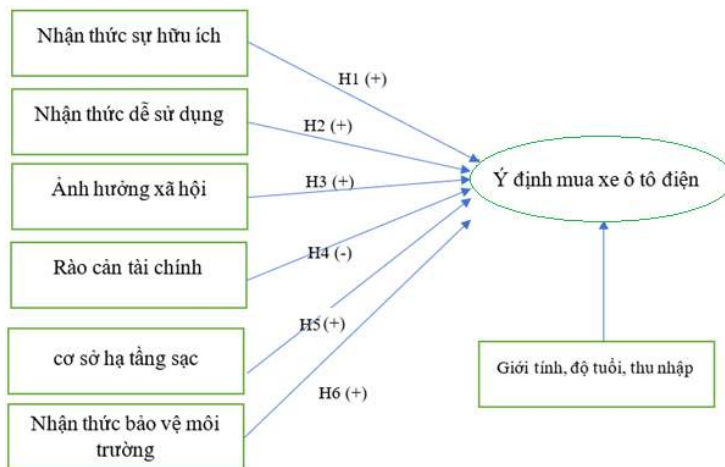 Nhận thức sự hữu ích
H1 (+)
Nhận thức dễ sử dụng
H2 (+)
Ảnh hưởng xã hội
H3 (+)
Ý định mua xe ô tô điện
Rào cản tài chính
H4 (-)
cơ sở hạ tầng sạc
H5 (+)
Giới tính, độ tuổi, thu nhập
H6 (+)
Nhận thức bảo vệ môi
trường